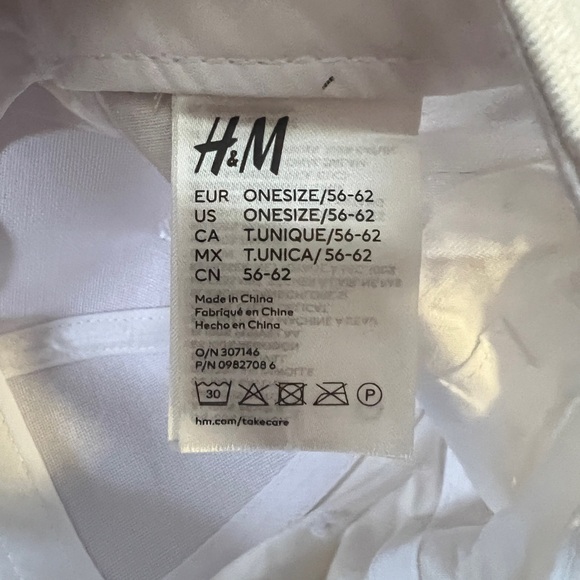 H&M
EUR ONESIZE/56-62
US ONESIZE/56-62
CA T.UNIQUE/56-62
MX T.UNICA/56-62
CN 56-62
Made in China
Fabriqué en Chine
Hecho en China
O/N 307146
P/N 0982708 6
30 P
hm.com/takecare